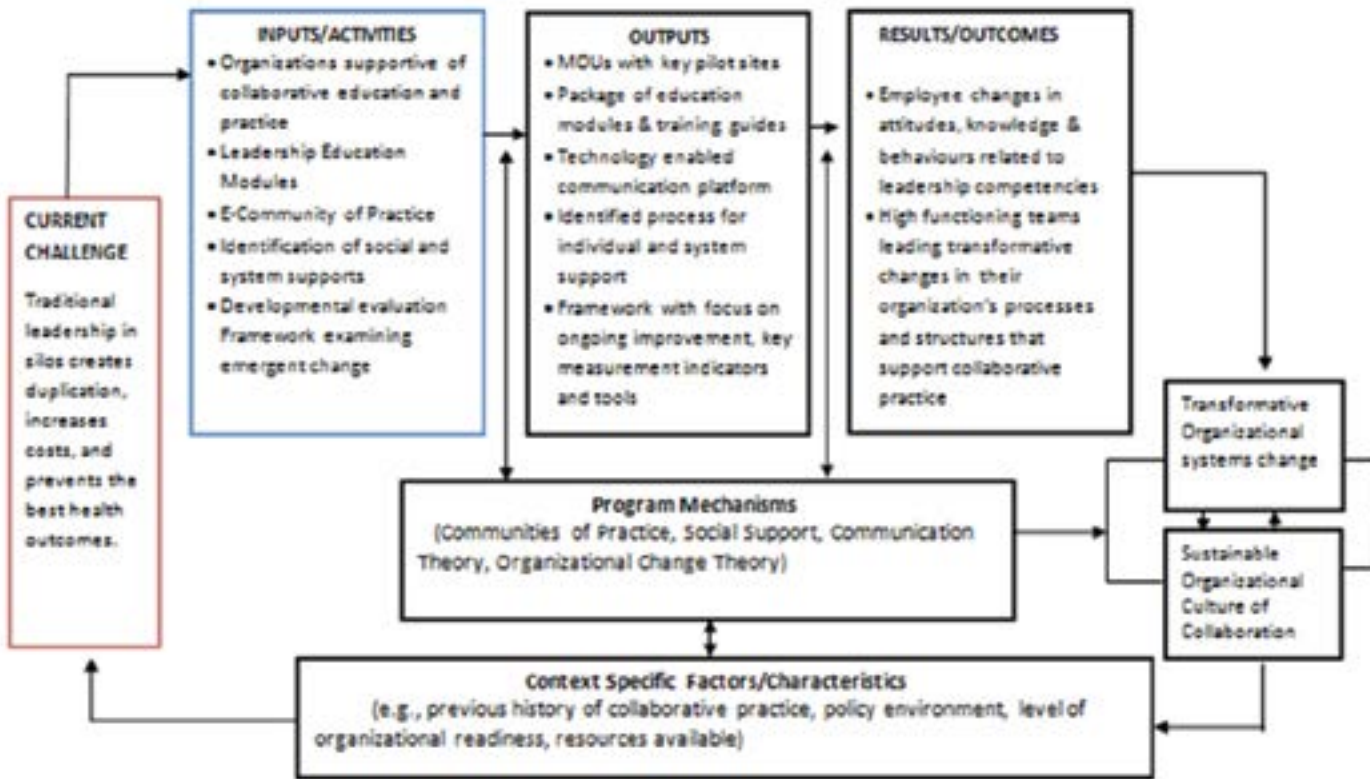 CURRENT
CHALLENGE
Traditional
leadership in
silos creates
duplication,
increases
costs, and
prevents the
best health
outcomes.
INPUTS/ACTIVITIES
• Organizations supportive of
collaborative education and
practice
• Leadership Education
Modules
• E-Community of Practice
• Identification of social and
system supports
• Developmental evaluation
Framework examining
emergent change
OUTPUTS
• MOUs with key pilot sites
• Package of education
modules & training guides
• Technology enabled
communication platform
• Identified process for
individual and system
support
• Framework with focus on
ongoing improvement, key
measurement indicators
and tools
RESULTS/OUTCOMES
• Employee changes in
attitudes, knowledge &
behaviours related to
leadership competencies
• High functioning teams
leading transformative
changes in their
organization's processes
and structures that
support collaborative
practice
Transformative
Organizational
systems change
Sustainable
Organizational
Culture of
Collaboration
Program Mechanisms
(Communities of Practice, Social Support, Communication
Theory, Organizational Change Theory)
Context Specific Factors/Characteristics
(e.g., previous history of collaborative practice, policy environment, level of
organizational readiness, resources available)